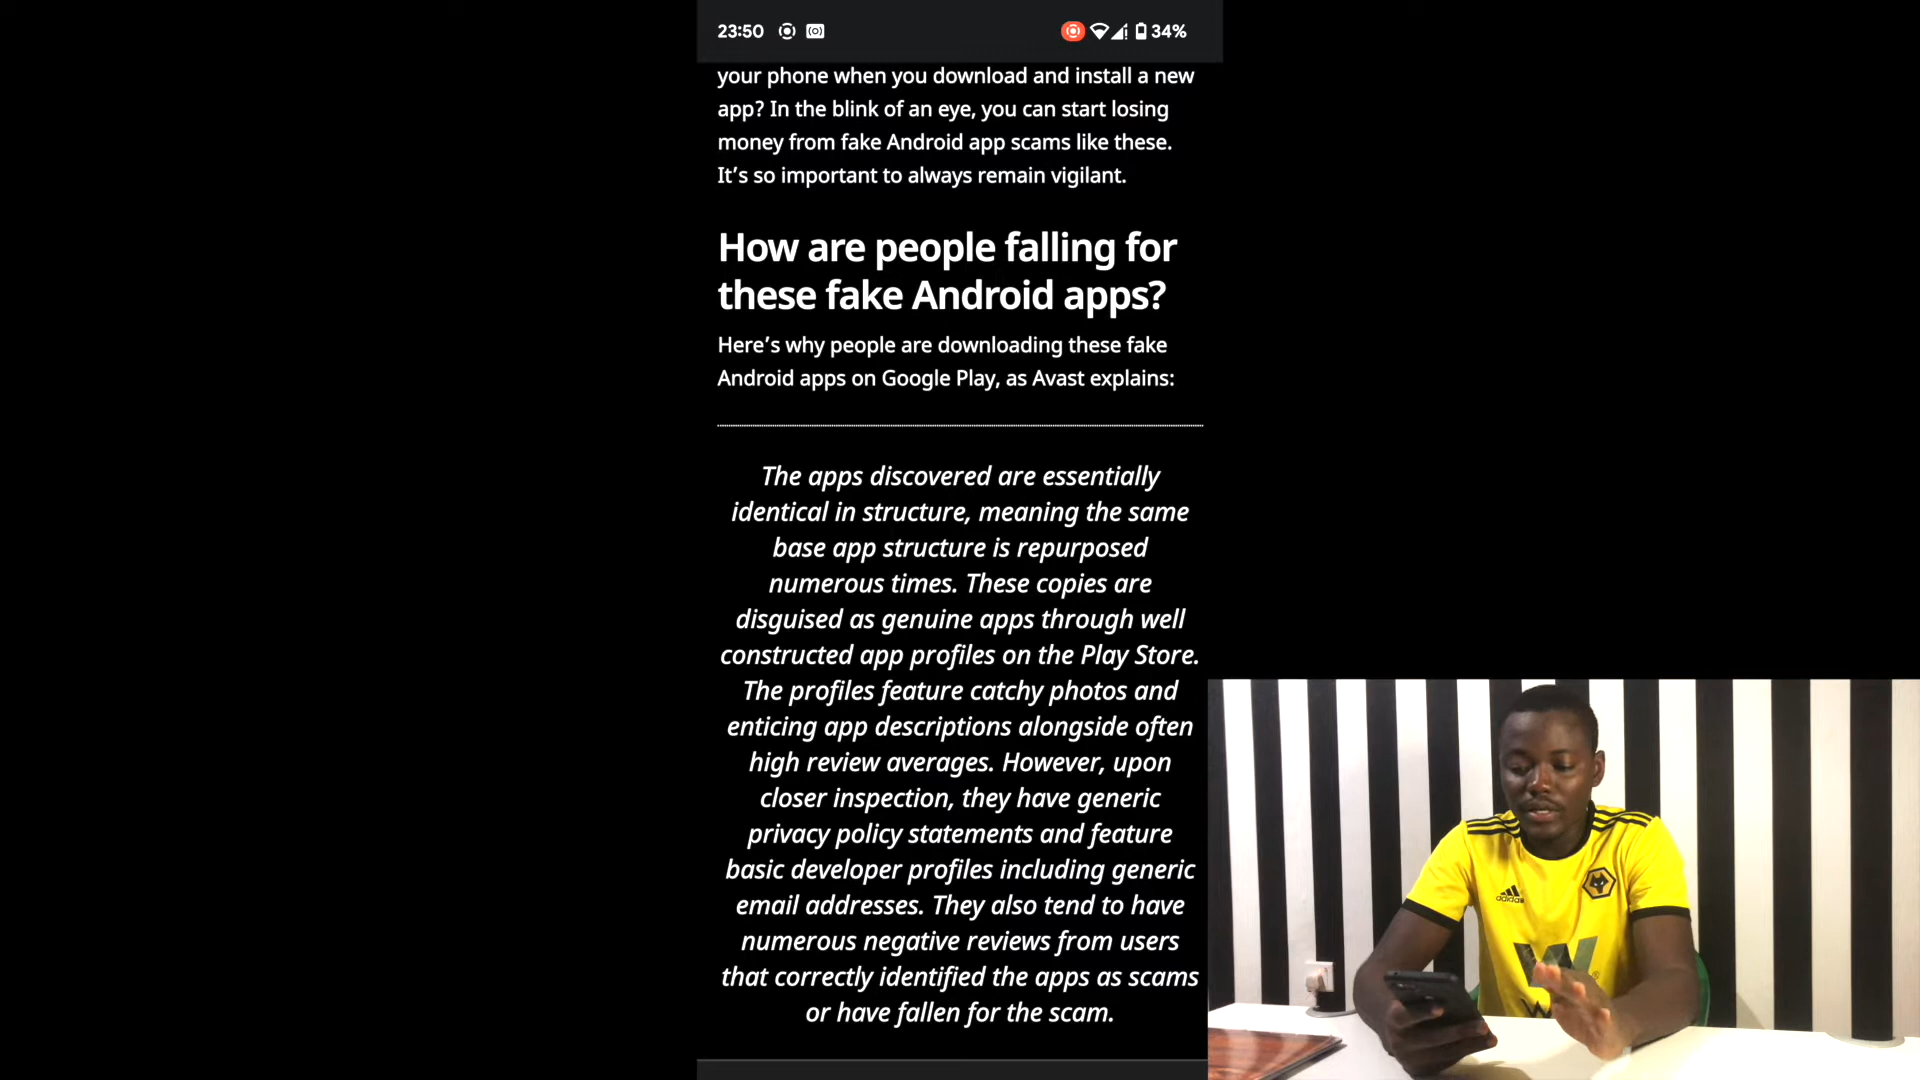 23:50
34%
your phone when you download and install a new
app? In the blink of an eye, you can start losing
money from fake Android app scams like these.
It’s so important to always remain vigilant.
How are people falling for
these fake Android apps?
Here’s why people are downloading these fake
Android apps on Google Play, as Avast explains:
The apps discovered are essentially
identical in structure, meaning the same
base app structure is repurposed
numerous times. These copies are
disguised as genuine apps through well
constructed app profiles on the Play Store.
The profiles feature catchy photos and
enticing app descriptions alongside often
high review averages. However, upon
closer inspection, they have generic
privacy policy statements and feature
basic developer profiles including generic
email addresses. They also tend to have
numerous negative reviews from users
that correctly identified the apps as scams
or have fallen for the scam.
adidas
W